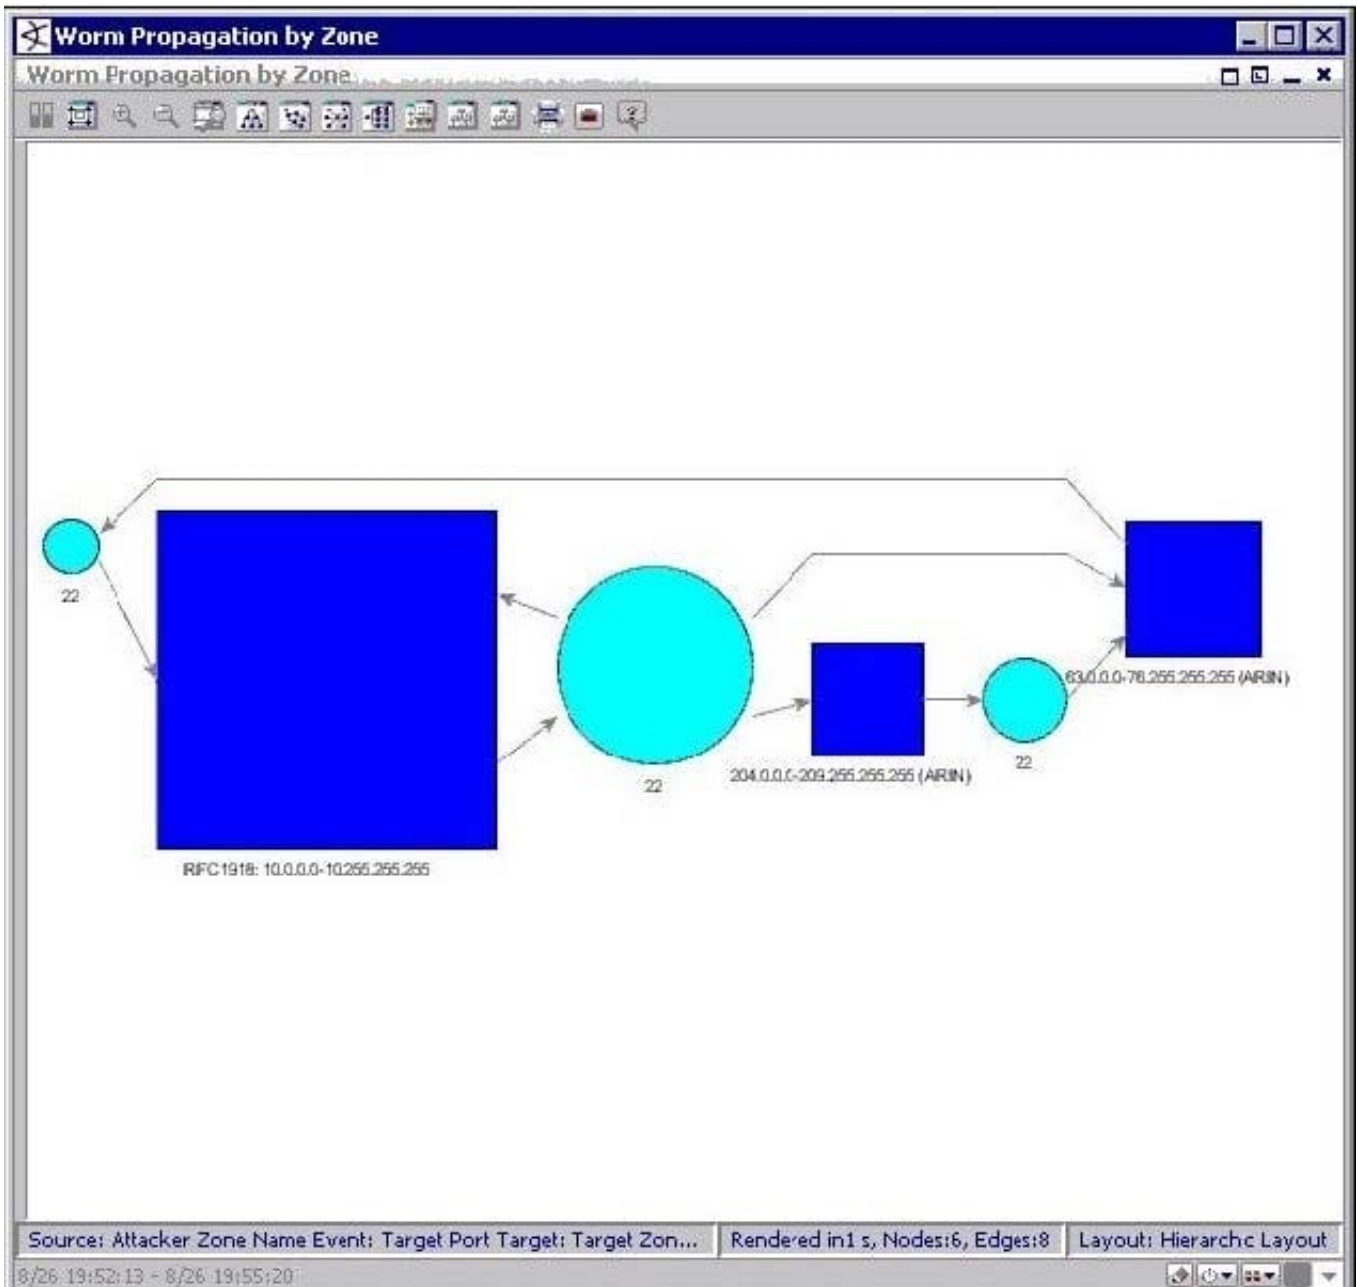 Worm Propagation by Zone
Worm Propagation by Zone
22
RFC1918: 10.0.0.0-10.255.255.255
22
204.0.0.0-209.255.255.255 (ARIN)
22
63.0.0.0-76.255.255.255 (ARIN)
Source: Attacker Zone Name Event: Target Port Target: Target Zon...
Rendered in1 s, Nodes:6, Edges:8
Layout: Hierarchc Layout
8/26 19:52:13 - 8/26 19:55:20